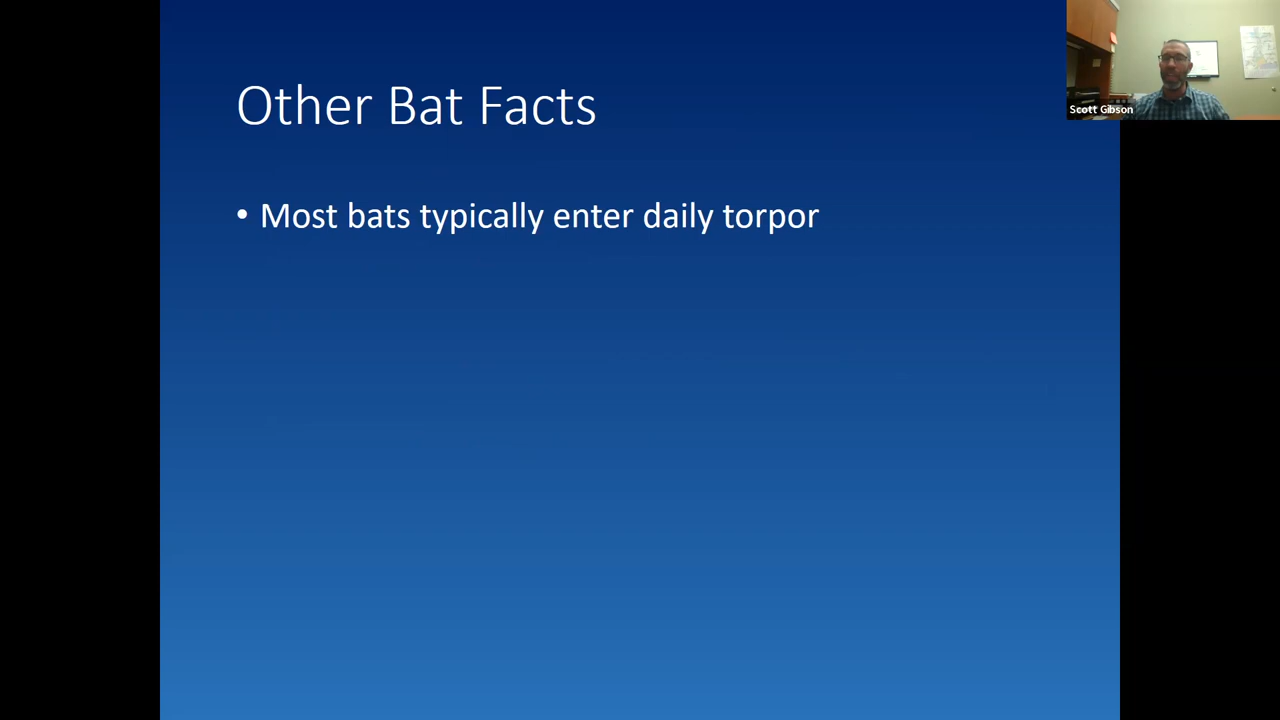 Other Bat Facts
• Most bats typically enter daily torpor
Scott Gibson